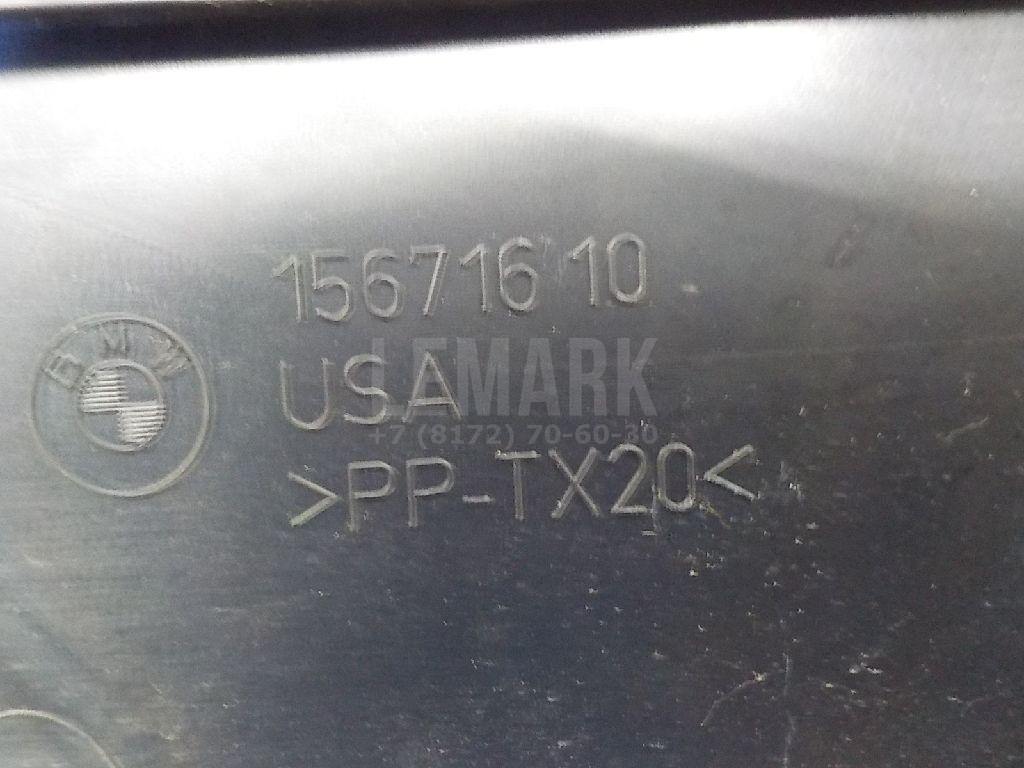 156716 10
BMW
USA
LEMARK
+7 (8172) 70-60-30
>PP-TX20<